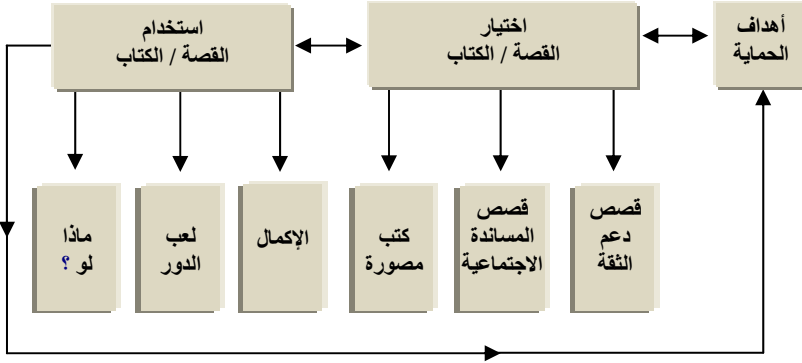 أهداف
الحماية
اختيار
القصة / الكتاب
استخدام
القصة / الكتاب
قصص
دعم
الثقة
قصص
المساندة
الاجتماعية
كتب
مصورة
الإكمال
لعب
الدور
ماذا
لو ؟